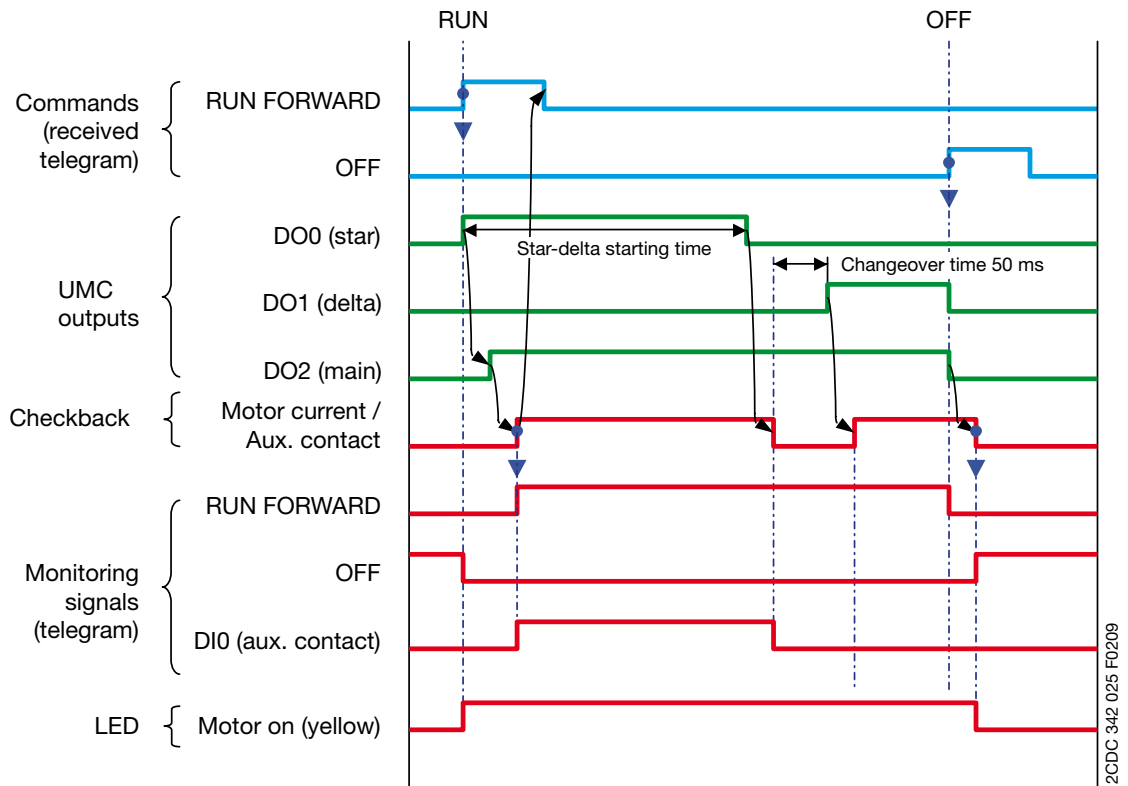 RUN
OFF
Commands
(received
telegram)
RUN FORWARD
OFF
UMC
outputs
DO0 (star)
Star-delta starting time
DO1 (delta)
Changeover time 50 ms
DO2 (main)
Checkback
Motor current /
Aux. contact
Monitoring
signals
(telegram)
RUN FORWARD
OFF
DI0 (aux. contact)
LED
Motor on (yellow)
2CDC 342 025 F0209